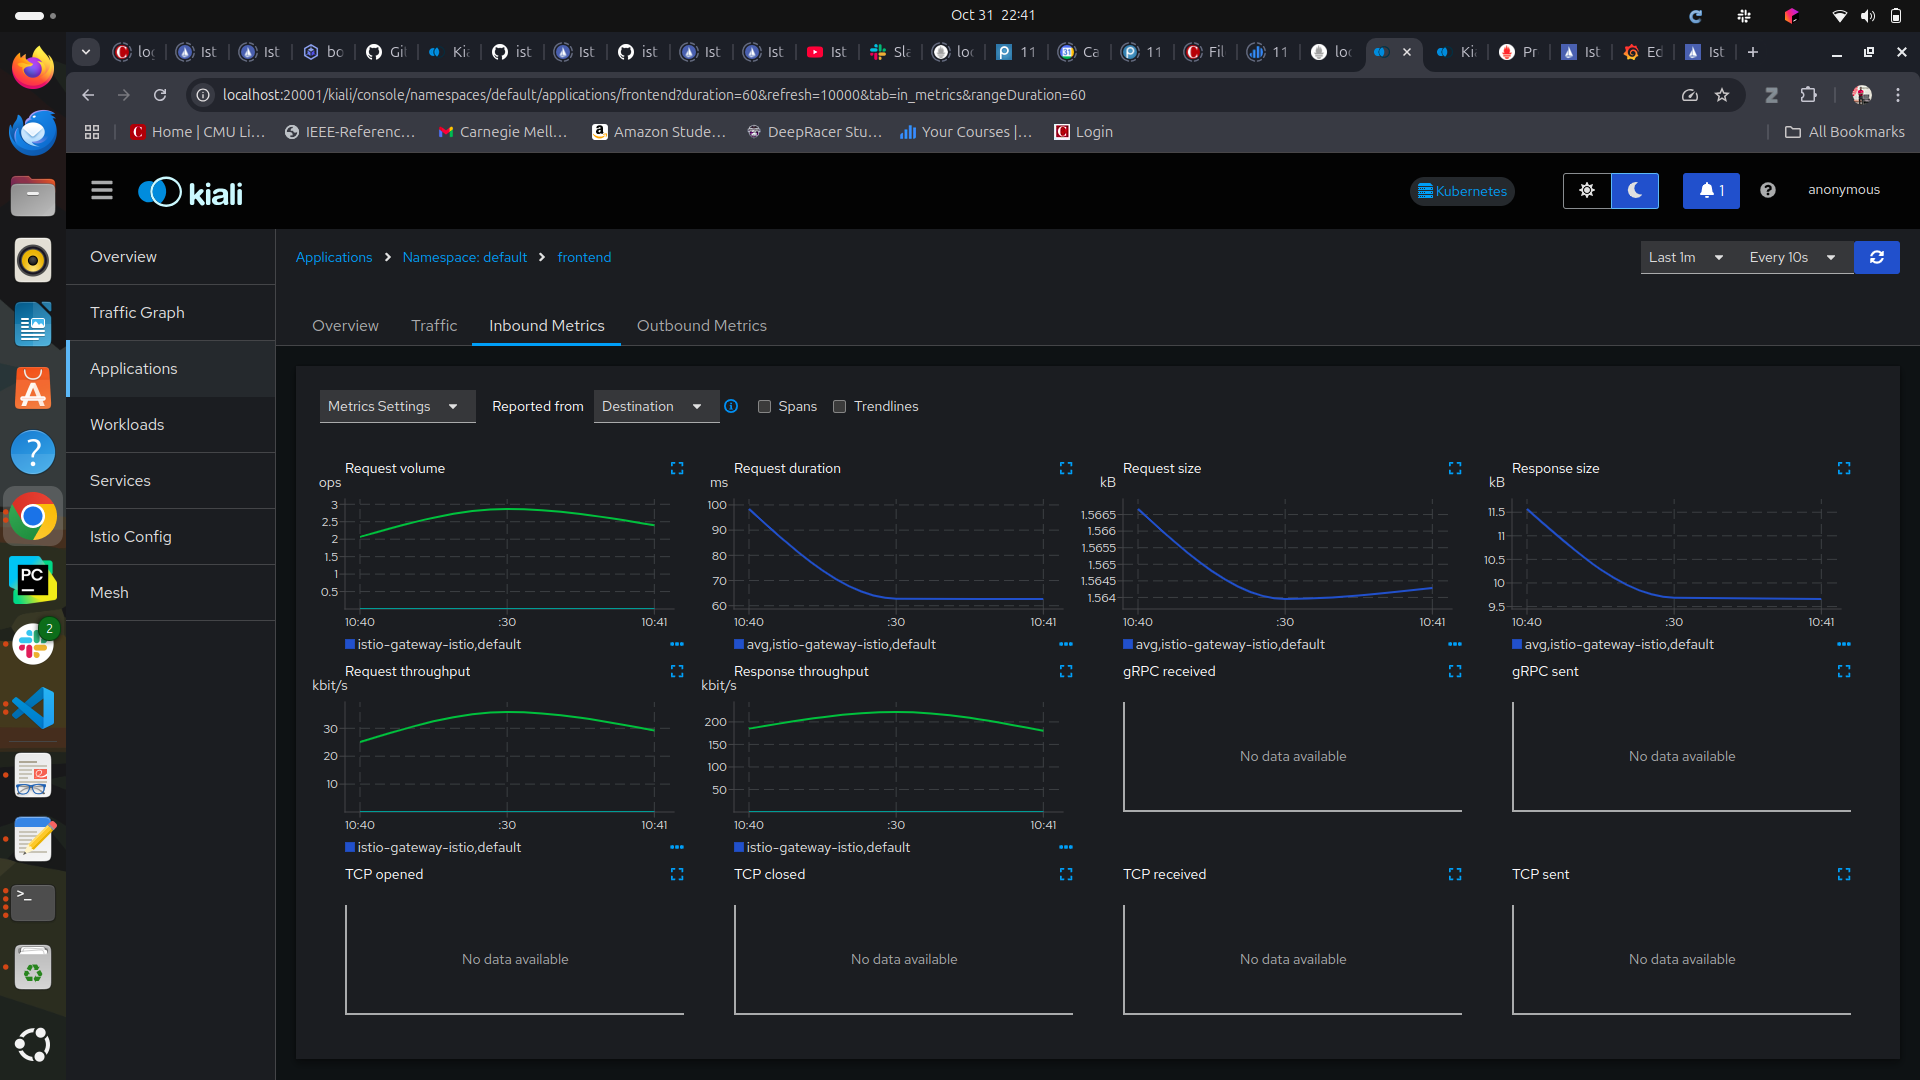 Oct 31 22:41
loc
Ist
Ist
bo
Git
Kia
ist
Ist
ist
Ist
Ist
Ist
Sla
loc
11
Ca
11
Fil
11
loc
Kia
Pr
Ist
Ed
Ist
localhost:20001/kiali/console/namespaces/default/applications/frontend?duration=60&refresh=10000&tab=in_metrics&rangeDuration=60
Home | CMU Li...
IEEE-Referenc...
Carnegie Mell...
Amazon Stude...
DeepRacer Stu...
Your Courses |...
Login
All Bookmarks
kiali
Kubernetes
1
anonymous
Overview
Traffic Graph
Applications
Workloads
Services
Istio Config
Mesh
Applications > Namespace: default > frontend
Last 1m
Every 10s
Overview
Traffic
Inbound Metrics
Outbound Metrics
Metrics Settings
Reported from
Destination
Spans
Trendlines
Request volume
ops
3
2.5
2
1.5
1
0.5
10:40 :30 10:41
istio-gateway-istio,default
Request duration
ms
100
90
80
70
60
10:40 :30 10:41
avg,istio-gateway-istio,default
Request size
kB
1.5665
1.566
1.5655
1.565
1.5645
1.564
10:40 :30 10:41
avg,istio-gateway-istio,default
Response size
kB
11.5
11
10.5
10
9.5
10:40 :30 10:41
avg,istio-gateway-istio,default
Request throughput
kbit/s
30
20
10
10:40 :30 10:41
istio-gateway-istio,default
Response throughput
kbit/s
200
150
100
50
10:40 :30 10:41
istio-gateway-istio,default
gRPC received
No data available
gRPC sent
No data available
TCP opened
No data available
TCP closed
No data available
TCP received
No data available
TCP sent
No data available
PC
2